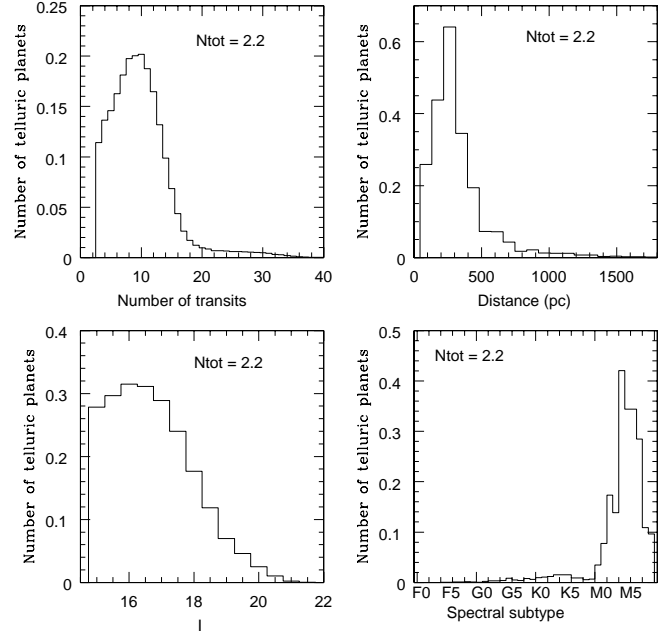 0.25
0.2
0.15
0.1
0.05
0
Number of telluric planets
Ntot = 2.2
0 10 20 30 40
Number of transits
0.6
0.4
0.2
0
Number of telluric planets
Ntot = 2.2
0 500 1000 1500
Distance (pc)
0.4
0.3
0.2
0.1
0
Number of telluric planets
Ntot = 2.2
16 18 20 22
I
0.5
0.4
0.3
0.2
0.1
0
Number of telluric planets
Ntot = 2.2
F0 F5 G0 G5 K0 K5 M0 M5
Spectral subtype